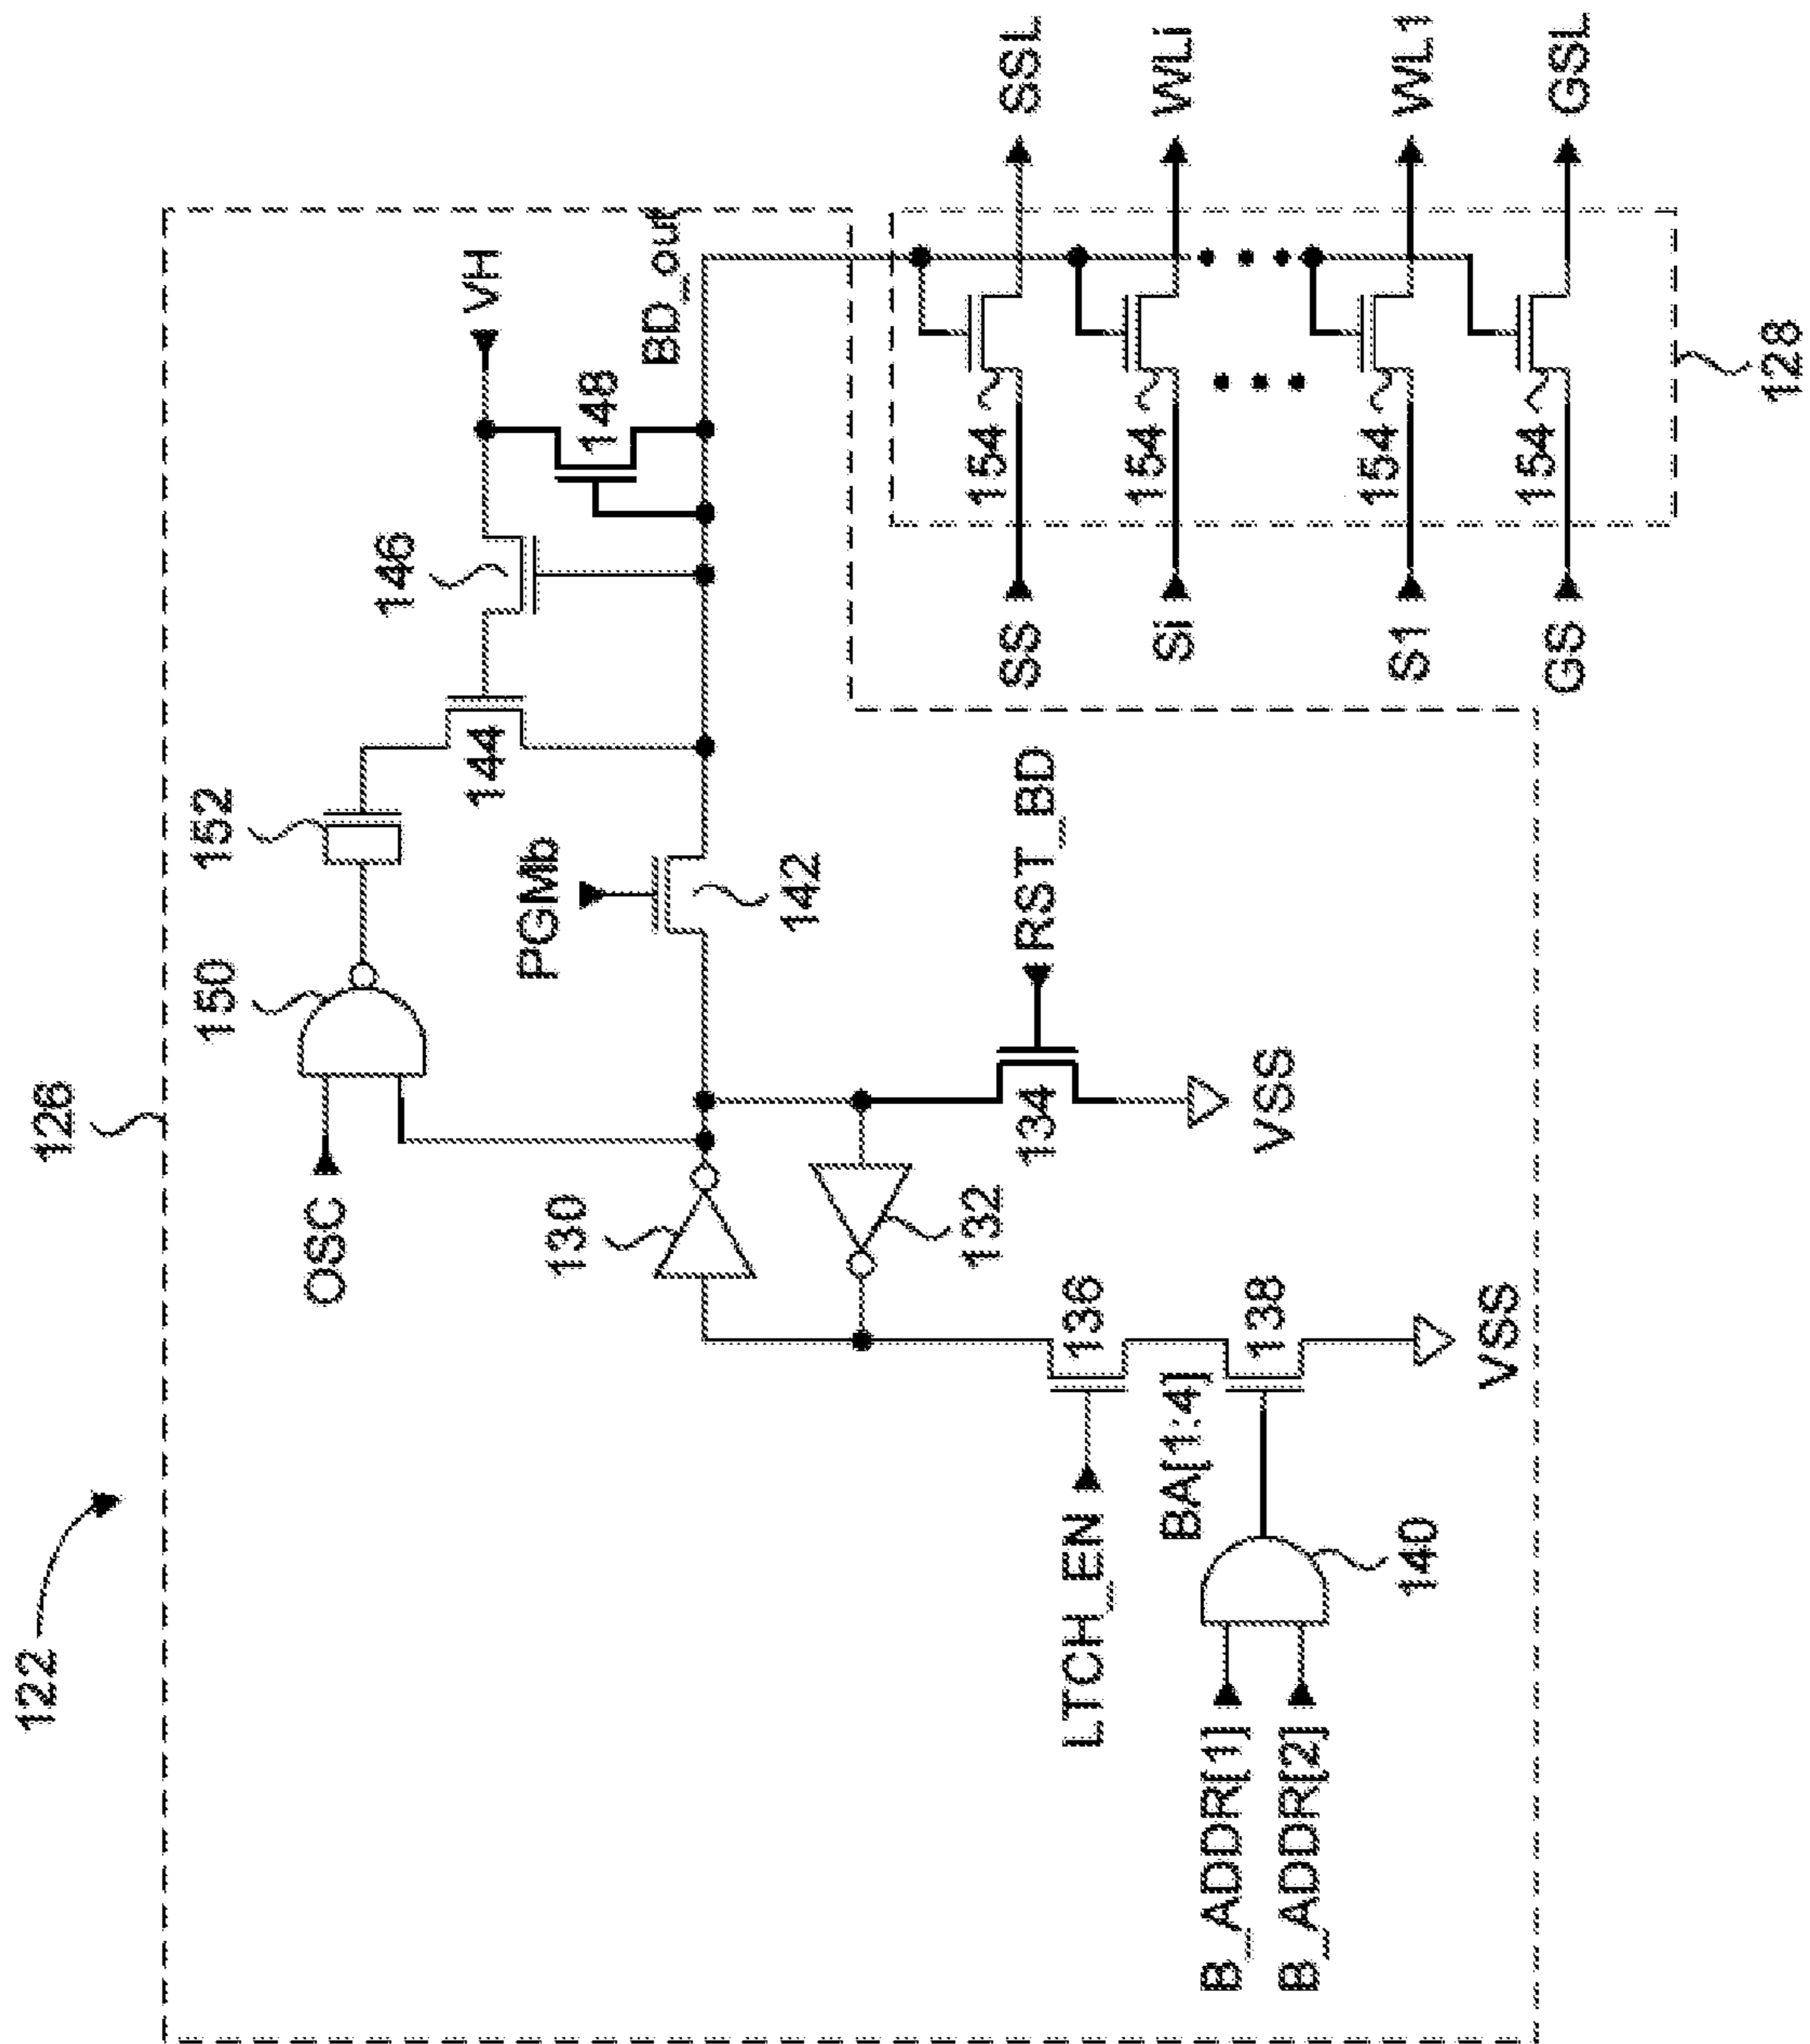 122
126
OSC
150
152
144
146
VH
148
BD_out
PGMb
142
130
132
134
RST_BD
VSS
LTCH_EN
136
BA[1:4]
138
VSS
B_ADDR[1]
B_ADDR[2]
140
SS
154
SSL
Si
154
WLi
S1
154
WL1
GS
154
GSL
128